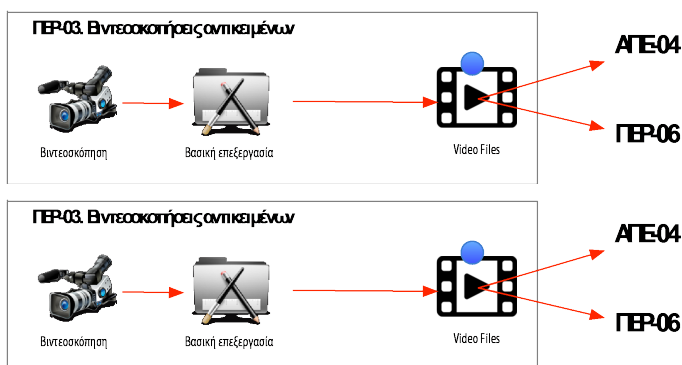 ΠΕΡ-03. Βιντεοσκοπήσεις αντικειμένων
ΑΠΕ-04
ΠΕΡ-06
Βιντεοσκόπηση
Βασική επεξεργασία
Video Files
ΠΕΡ-03. Βιντεοσκοπήσεις αντικειμένων
ΑΠΕ-04
ΠΕΡ-06
Βιντεοσκόπηση
Βασική επεξεργασία
Video Files